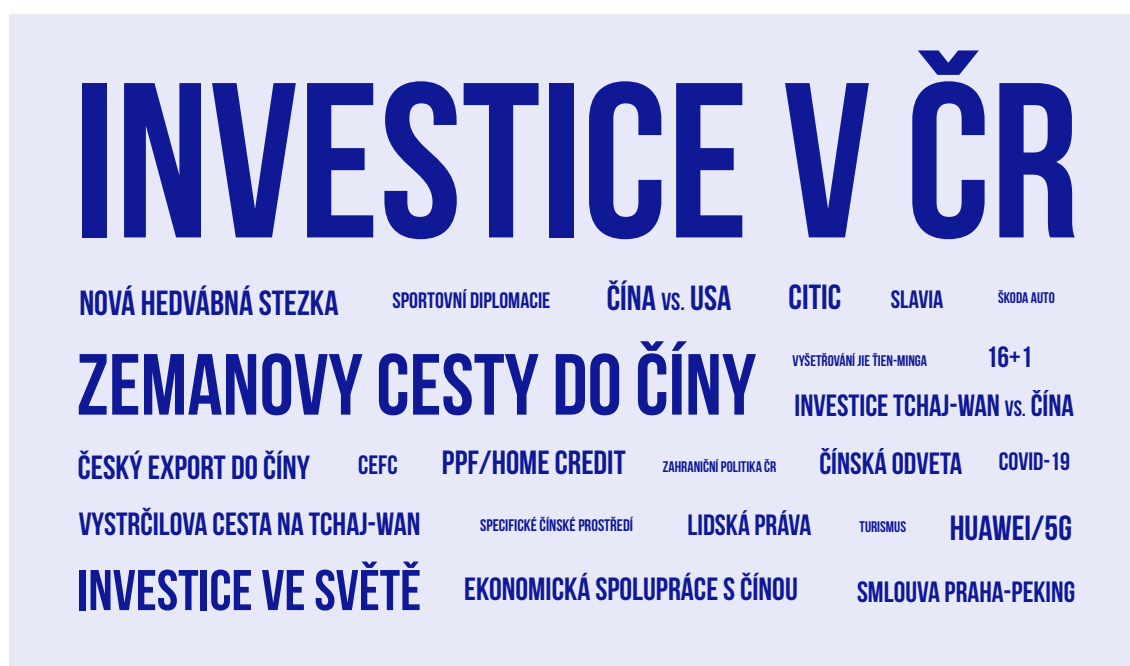 INVESTICE V ČR
NOVÁ HEDVÁBNÁ STEZKA SPORTOVNÍ DIPLOMACIE ČÍNA VS. USA CITIC SLAVIA ŠKODA AUTO
ZEMANOVY CESTY DO ČÍNY
VYŠETŘOVÁNÍ JIE ŤIEN-MINGA 16+1
INVESTICE TCHAJ-WAN VS. ČÍNA
ČESKÝ EXPORT DO ČÍNY CEFC PPF/HOME CREDIT ZAHRANIČNÍ POLITIKA ČR ČÍNSKÁ ODVETA COVID-19
VYSTRČILOVA CESTA NA TCHAJ-WAN SPECIFICKÉ ČÍNSKÉ PROSTŘEDÍ LIDSKÁ PRÁVA TURISMUS HUAWEI/5G
INVESTICE VE SVĚTĚ EKONOMICKÁ SPOLUPRÁCE S ČÍNOU SMLOUVA PRAHA-PEKING